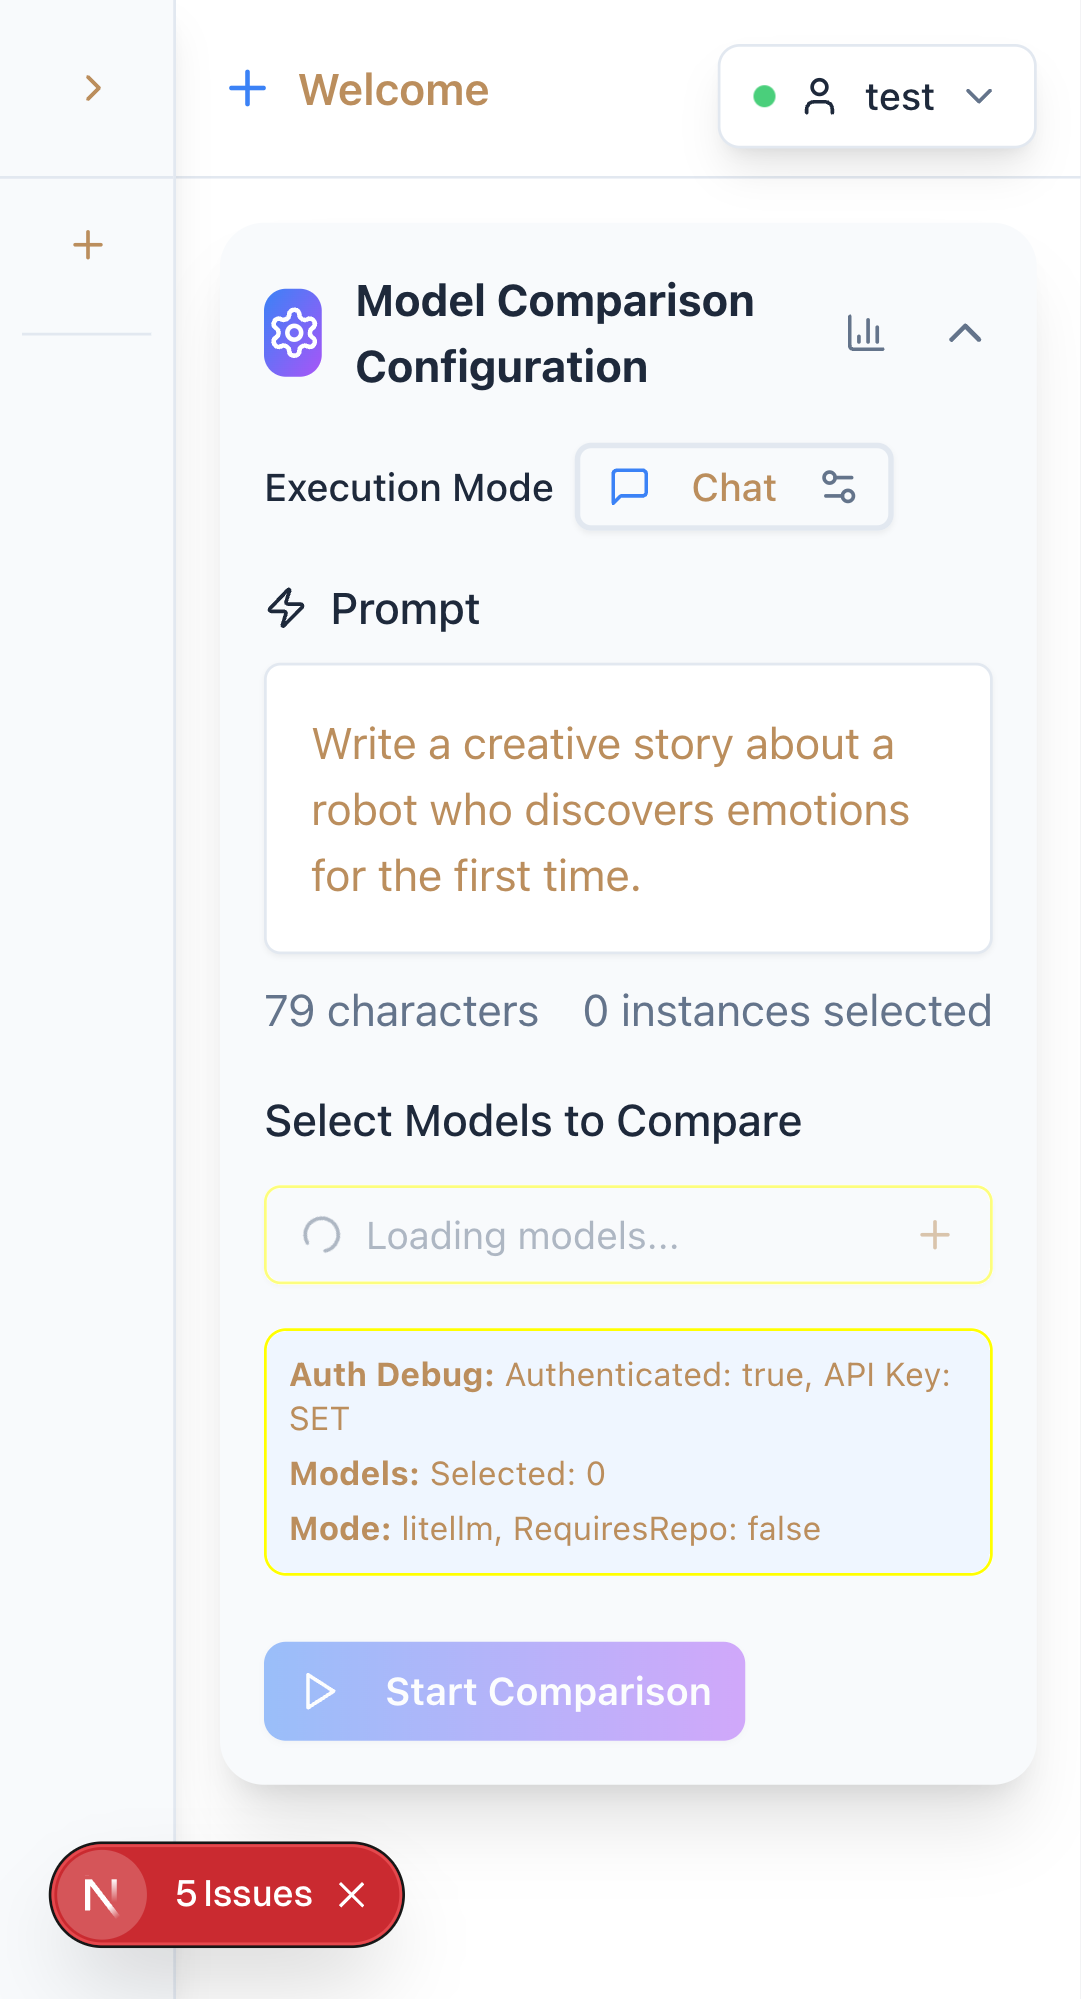 Welcome
test
Model Comparison
Configuration
Execution Mode
Chat
Prompt
Write a creative story about a
robot who discovers emotions
for the first time.
79 characters
0 instances selected
Select Models to Compare
Loading models...
Auth Debug: Authenticated: true, API Key:
SET
Models: Selected: 0
Mode: litellm, RequiresRepo: false
Start Comparison
N
5 Issues